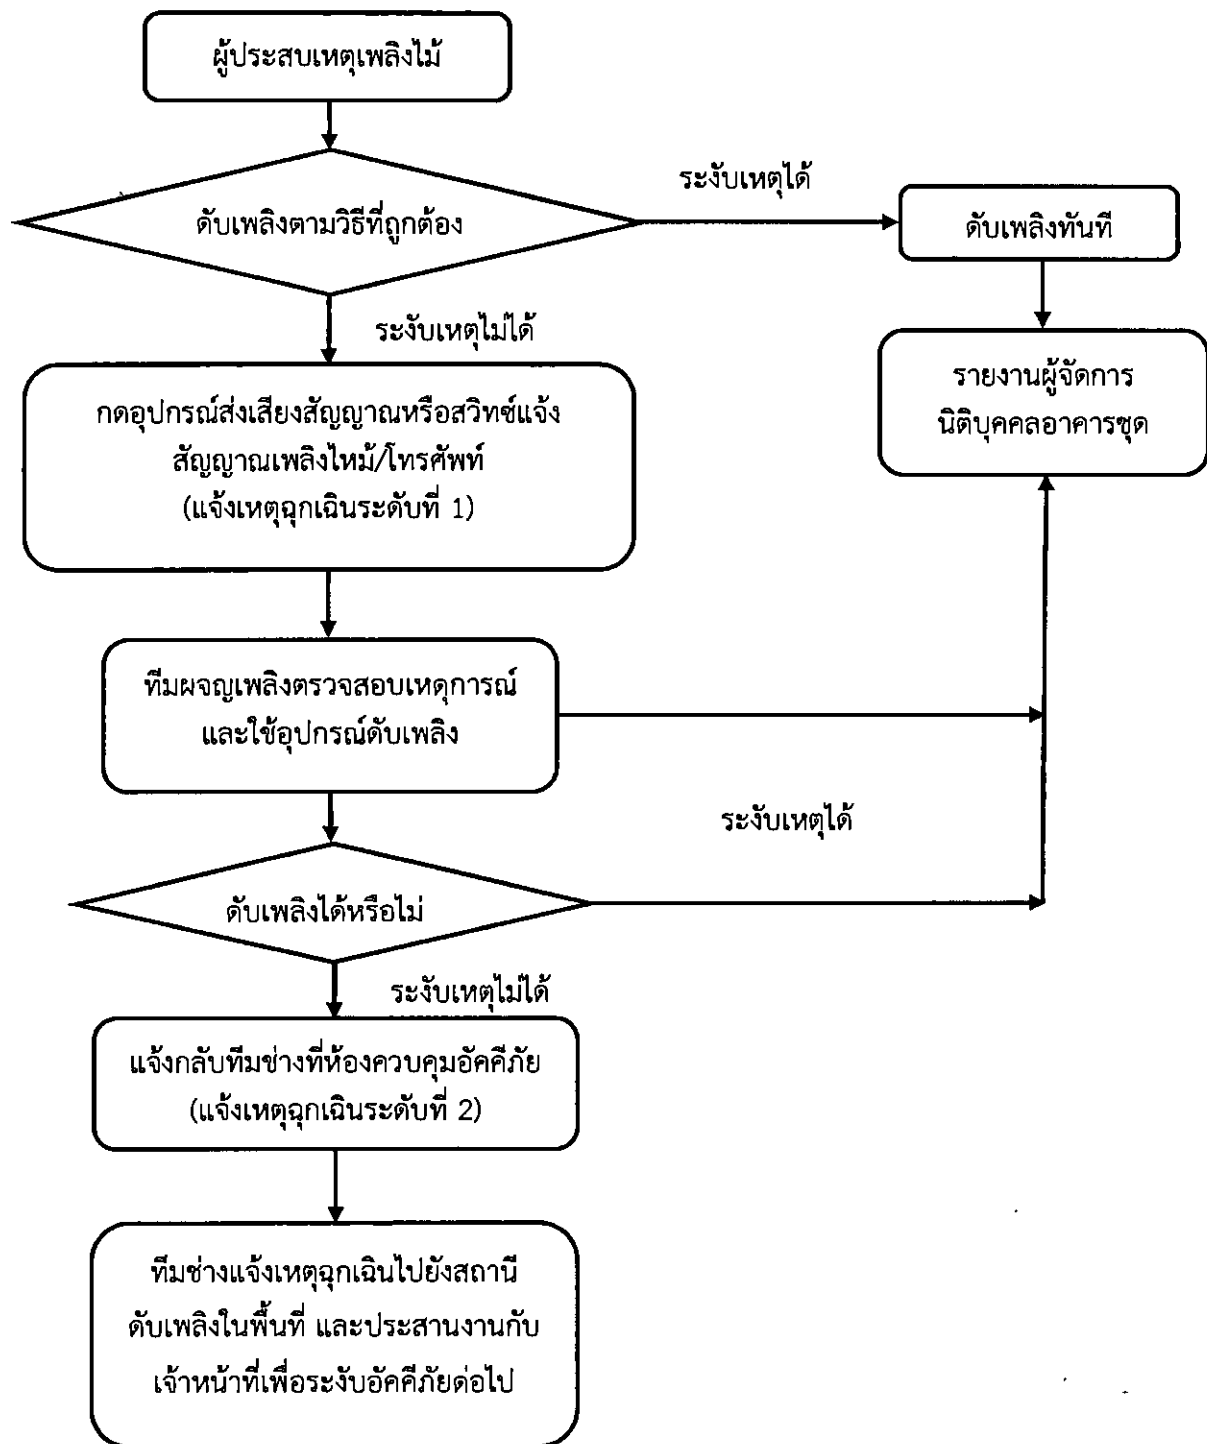 ผู้ประสบเหตุเพลิงไม้
ดับเพลิงตามวิธีที่ถูกต้อง
ระงับเหตุได้
ดับเพลิงทันที
ระงับเหตุไม่ได้
รายงานผู้จัดการ
นิติบุคคลอาคารชุด
กดอุปกรณ์ส่งเสียงสัญญาณหรือสวิทช์แจ้ง
สัญญาณเพลิงไหม้/โทรศัพท์
(แจ้งเหตุฉุกเฉินระดับที่ 1)
ทีมผจญเพลิงตรวจสอบเหตุการณ์
และใช้อุปกรณ์ดับเพลิง
ระงับเหตุได้
ดับเพลิงได้หรือไม่
ระงับเหตุไม่ได้
แจ้งกลับทีมช่างที่ห้องควบคุมอัคคีภัย
(แจ้งเหตุฉุกเฉินระดับที่ 2)
ทีมช่างแจ้งเหตุฉุกเฉินไปยังสถานี
ดับเพลิงในพื้นที่ และประสานงานกับ
เจ้าหน้าที่เพื่อระงับอัคคีภัยต่อไป